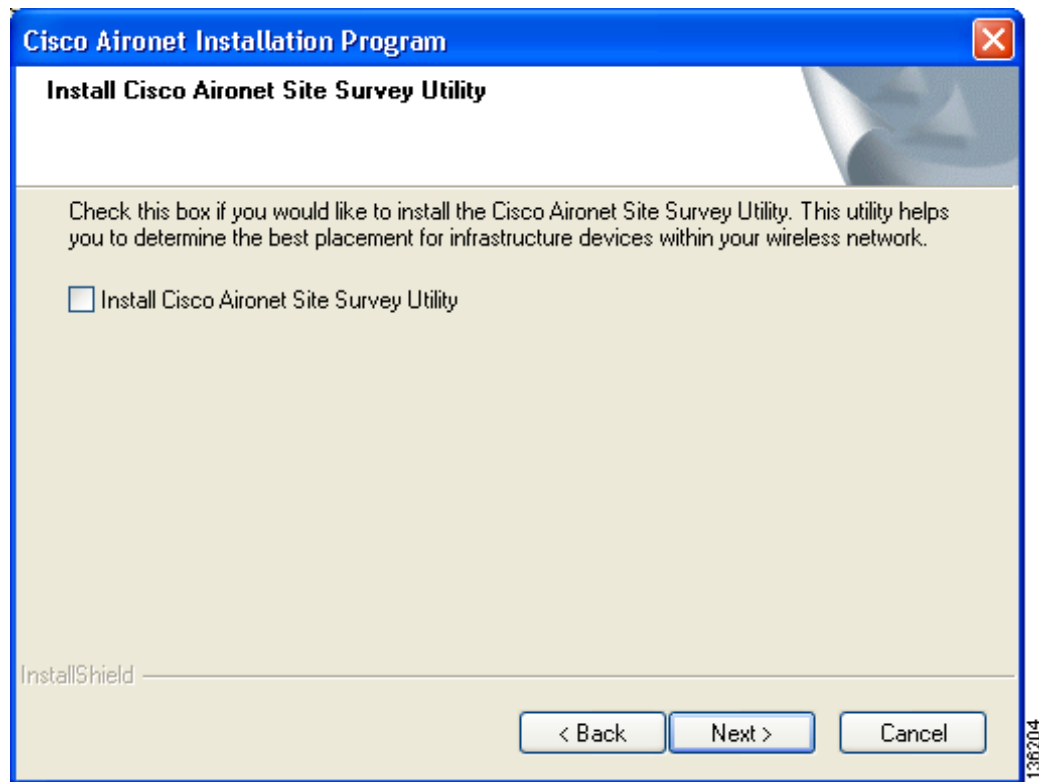 Cisco Aironet Installation Program
Install Cisco Aironet Site Survey Utility
Check this box if you would like to install the Cisco Aironet Site Survey Utility. This utility helps
you to determine the best placement for infrastructure devices within your wireless network.
Install Cisco Aironet Site Survey Utility
InstallShield
< Back
Next >
Cancel
136204